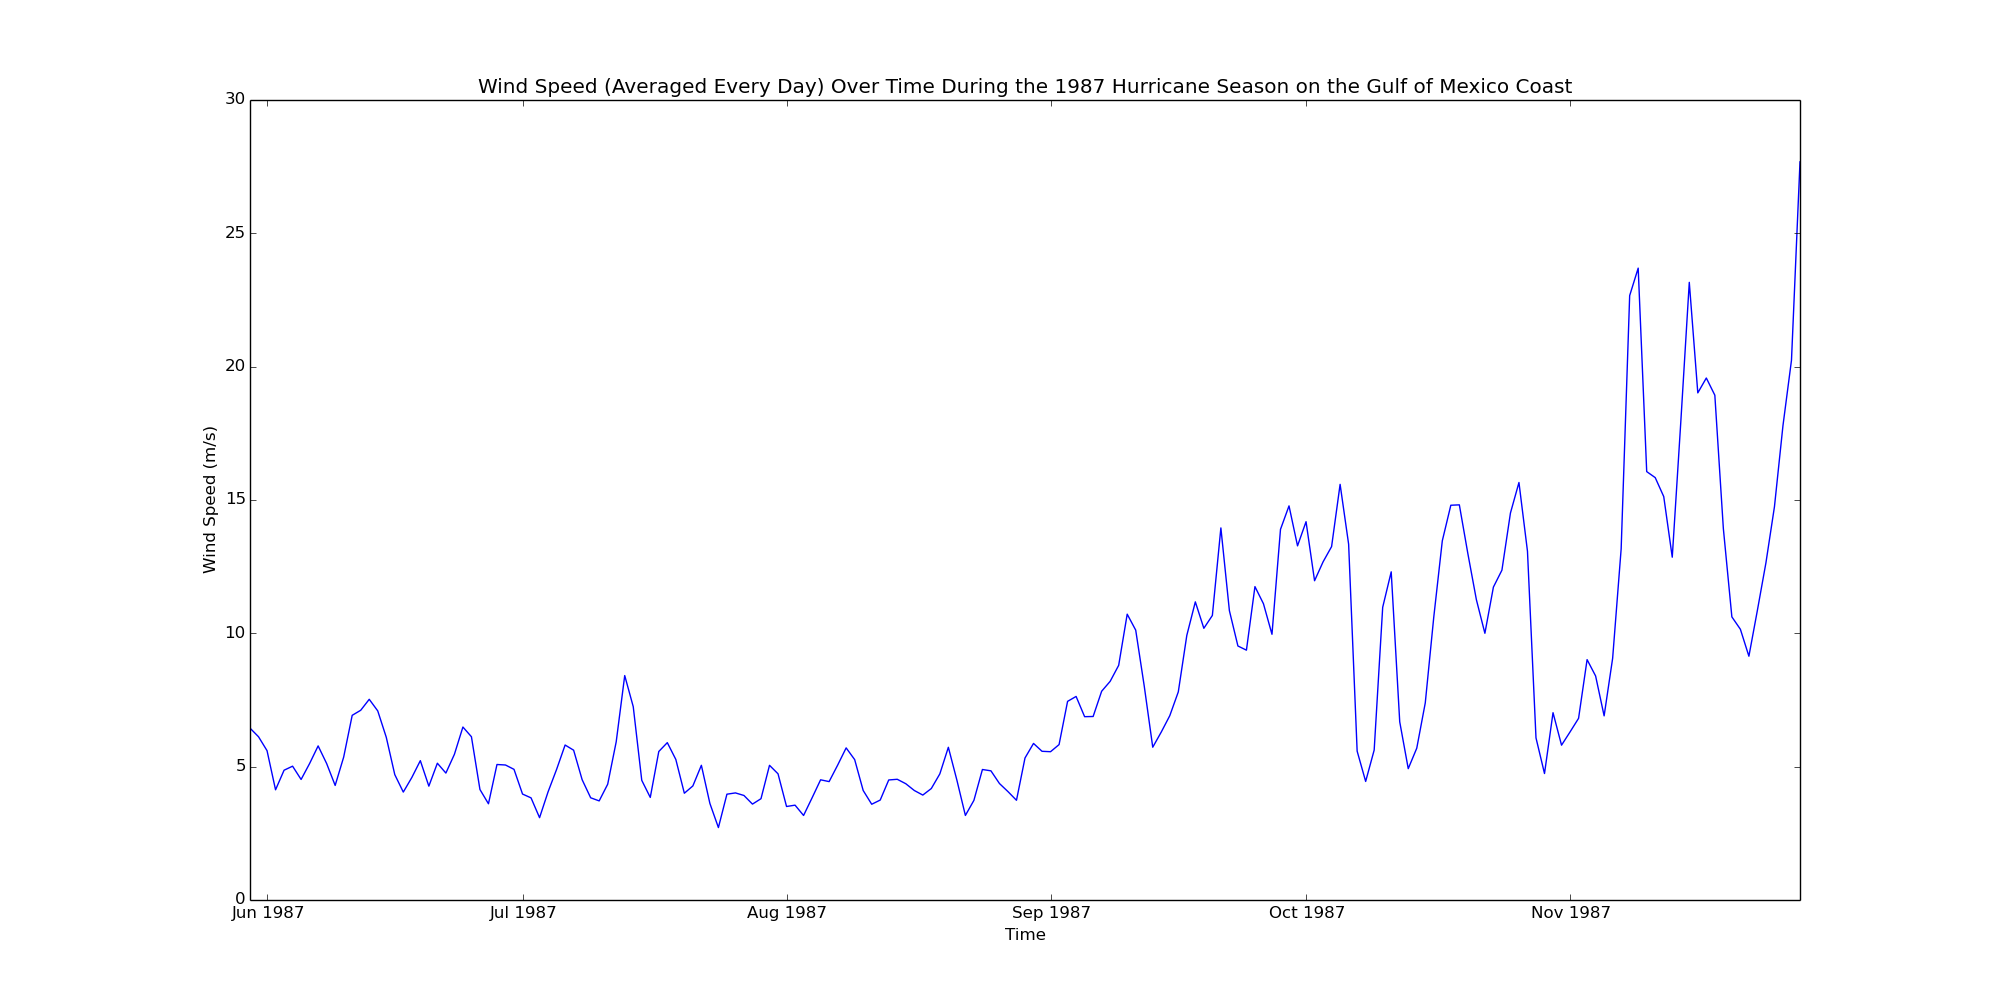 Wind Speed (Averaged Every Day) Over Time During the 1987 Hurricane Season on the Gulf of Mexico Coast
30
25
20
15
10
5
0
Wind Speed (m/s)
Jun 1987 Jul 1987 Aug 1987 Sep 1987 Oct 1987 Nov 1987
Time